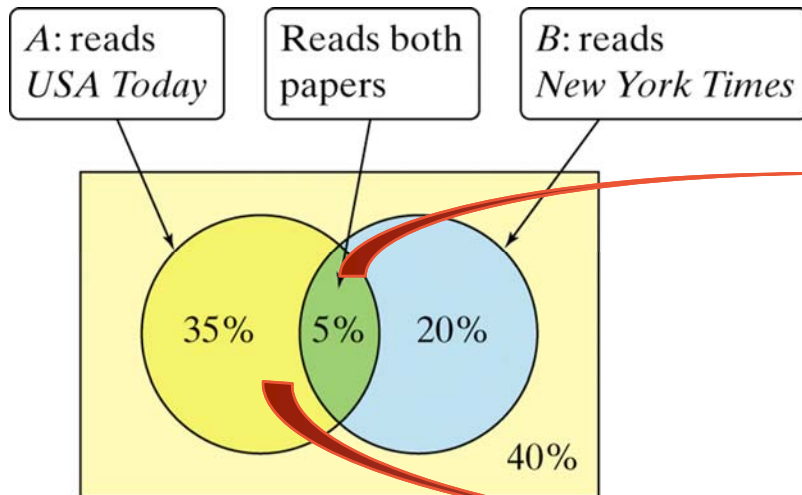 A: reads
USA Today
Reads both
papers
B: reads
New York Times
35%
5%
20%
40%